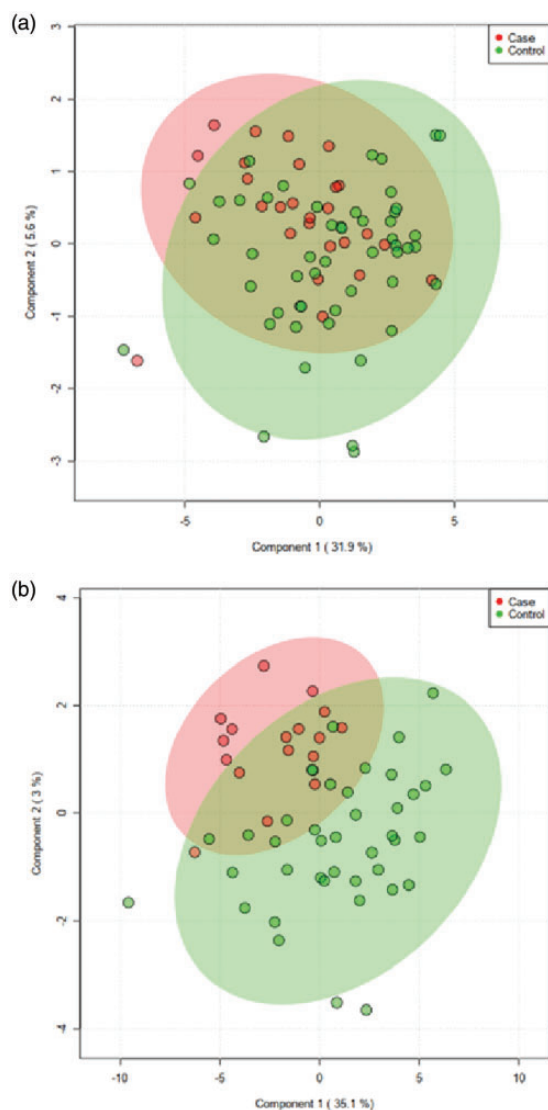 (a)
Case
Control
3
2
1
0
-1
-2
-3
Component 2 ( 5.6 %)
-5
0
5
Component 1 ( 31.9 %)
(b)
Case
Control
4
2
0
-2
-4
Component 2 ( 3 %)
-10
-5
0
5
10
Component 1 ( 35.1 %)